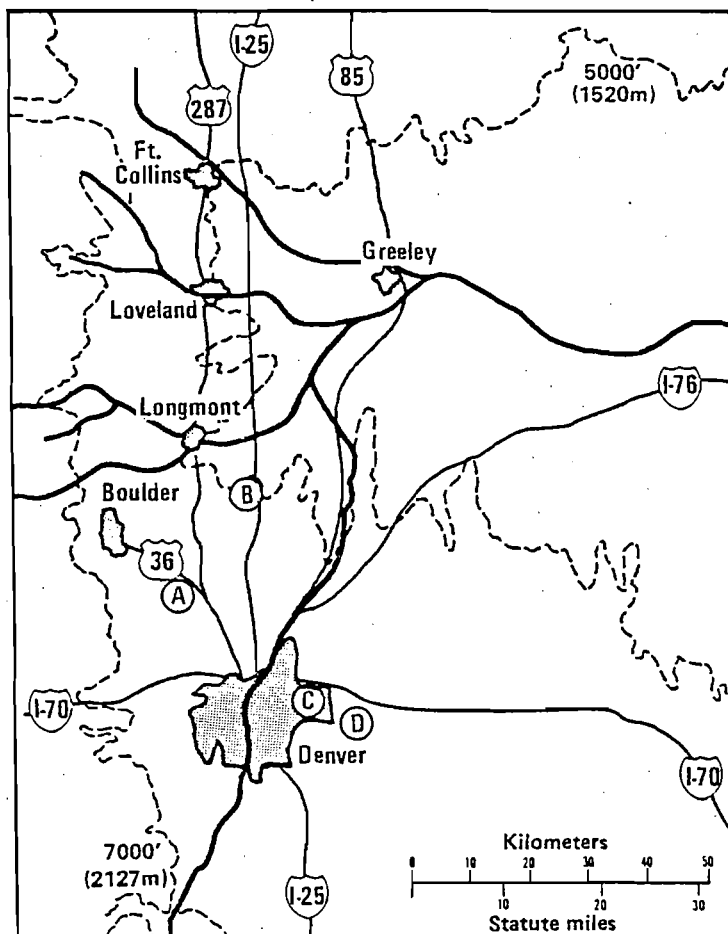 I-25
85
5000'
(1520m)
287
Ft.
Collins
Greeley
Loveland
I-76
Longmont
Boulder
B
36
A
I-70
C
D
Denver
I-70
7000'
(2127m)
I-25
Kilometers
0 10 20 30 40 50
10 20 30
Statute miles